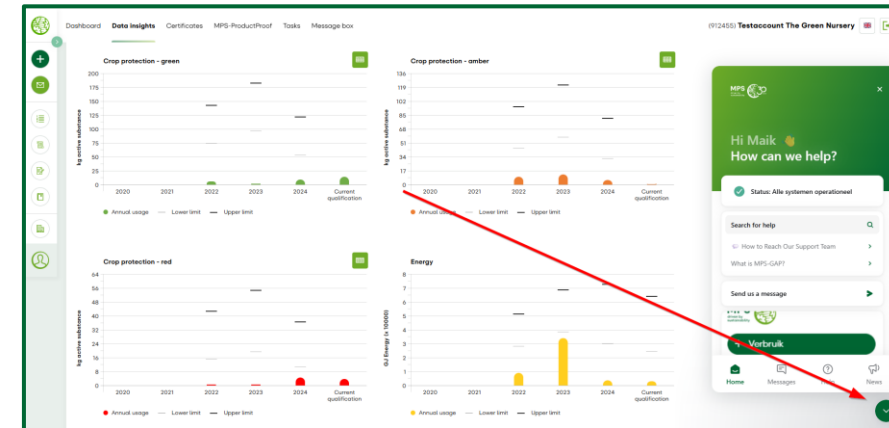 Dashboard Data insights Certificates MPS-ProductProof Tasks Message box (912455) Testaccount The Green Nursery
Crop protection - green
kg active substance
200
175
150
125
100
75
50
25
0
2020 2021 2022 2023 2024 Current qualification
Annual usage Lower limit Upper limit
Crop protection - amber
kg active substance
136
119
102
85
68
51
34
17
0
2020 2021 2022 2023 2024 Current qualification
Annual usage Lower limit Upper limit
Crop protection - red
kg active substance
64
56
48
40
32
24
16
8
0
2020 2021 2022 2023 2024 Current qualification
Annual usage Lower limit Upper limit
Energy
GJ Energy (x 10000)
8
7
6
5
4
3
2
1
0
2020 2021 2022 2023 2024 Current qualification
Annual usage Lower limit Upper limit
MPS
Hi Maik 👋
How can we help?
Status: Alle systemen operationeel
Search for help
How to Reach Our Support Team
What is MPS-GAP?
Send us a message
+ Verbruik
Home Messages News